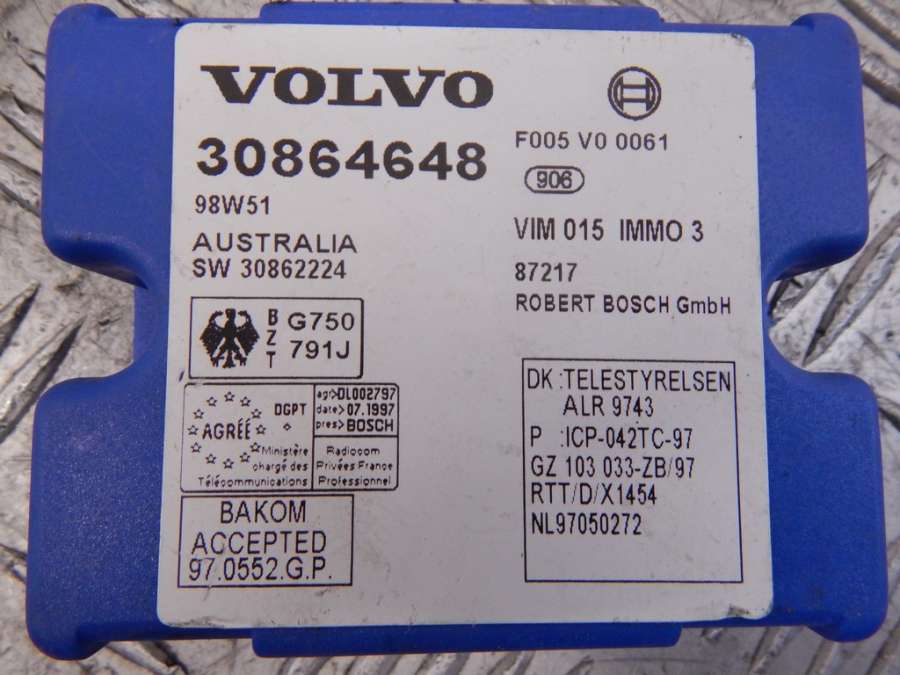 VOLVO
30864648
98W51
AUSTRALIA
SW 30862224
F005 V0 0061
906
VIM 015 IMMO 3
87217
ROBERT BOSCH GmbH
BZT
G750
791J
AGRÉÉ
DGPT
Ministère
chargé des
Télécommunications
agr>DL002797
date>07.1997
pres>BOSCH
Radiocom
Privées France
Professionnel
BAKOM
ACCEPTED
97.0552.G.P.
DK :TELESTYRELSEN
ALR 9743
P :ICP-042TC-97
GZ 103 033-ZB/97
RTT/D/X1454
NL97050272